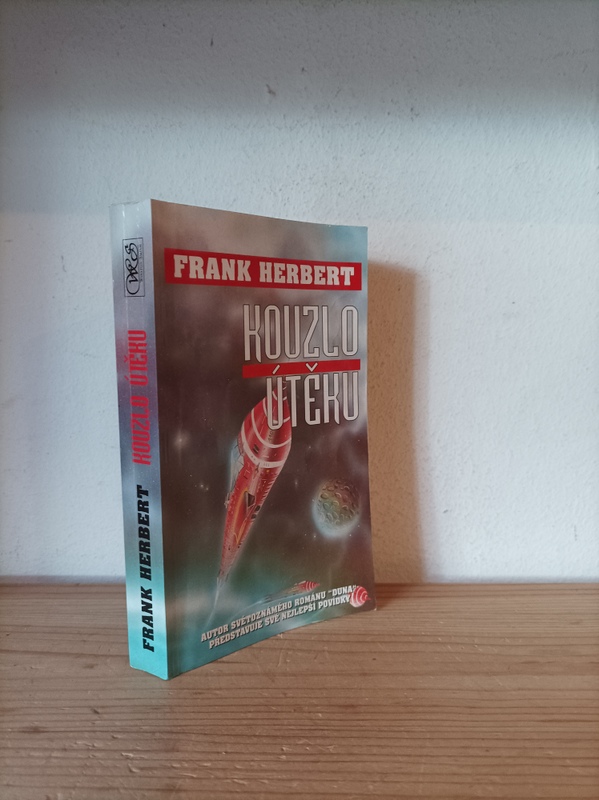 FRANK HERBERT
KOUZLO
ÚTĚKU
AUTOR SVĚTOZNÁMÉHO ROMÁNU "DUNA"
PŘEDSTAVUJE SVÉ NEJLEPŠÍ POVÍDKY
FRANK HERBERT KOUZLO ÚTĚKU